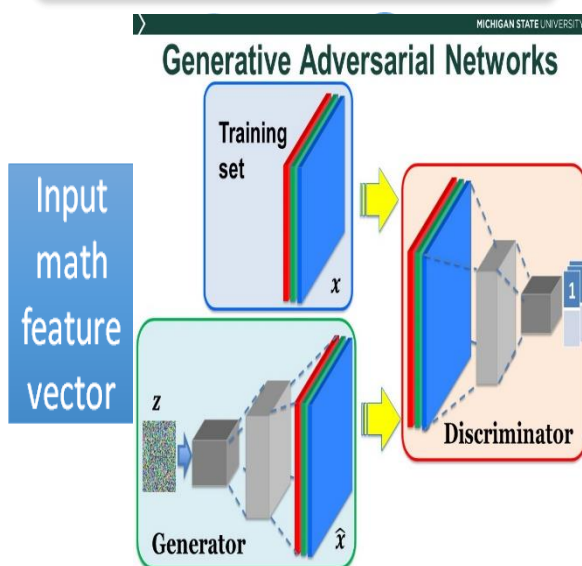 MICHIGAN STATE UNIVERSITY
Generative Adversarial Networks
Training
set
x
Input
math
feature
vector
z
Generator
x̂
1
Discriminator